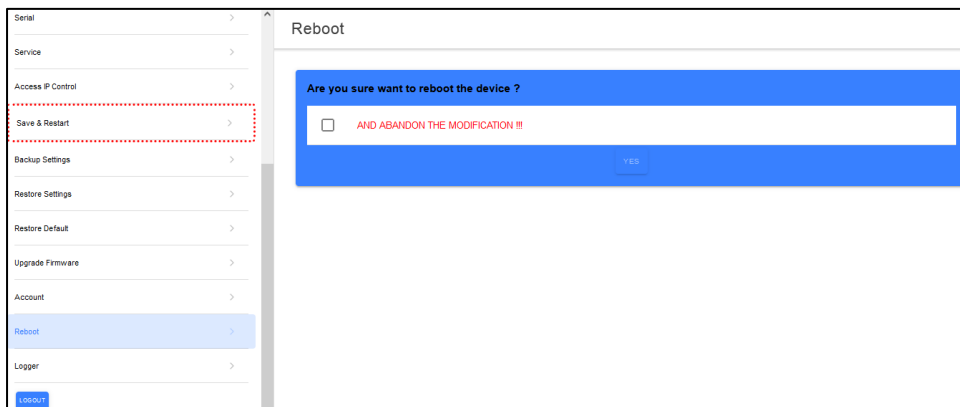 Serial
Service
Access IP Control
Save & Restart
Backup Settings
Restore Settings
Restore Default
Upgrade Firmware
Account
Reboot
Logger
LOGOUT
Reboot
Are you sure want to reboot the device ?
AND ABANDON THE MODIFICATION !!!
YES